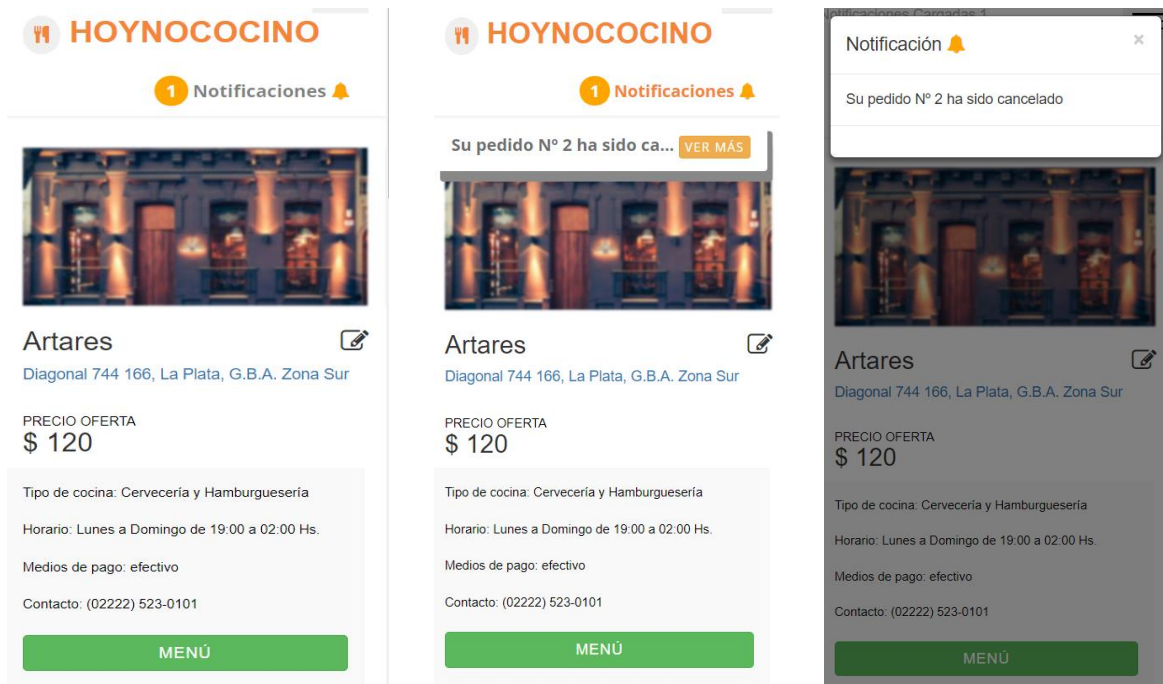 HOYNOCOCINO
1 Notificaciones
Artares
Diagonal 744 166, La Plata, G.B.A. Zona Sur
PRECIO OFERTA
$ 120
Tipo de cocina: Cervecería y Hamburguesería
Horario: Lunes a Domingo de 19:00 a 02:00 Hs.
Medios de pago: efectivo
Contacto: (02222) 523-0101
MENÚ
HOYNOCOCINO
1 Notificaciones
Su pedido Nº 2 ha sido ca... VER MÁS
Artares
Diagonal 744 166, La Plata, G.B.A. Zona Sur
PRECIO OFERTA
$ 120
Tipo de cocina: Cervecería y Hamburguesería
Horario: Lunes a Domingo de 19:00 a 02:00 Hs.
Medios de pago: efectivo
Contacto: (02222) 523-0101
MENÚ
Notificaciones Cargadas 1
Notificación ×
Su pedido Nº 2 ha sido cancelado
Artares
Diagonal 744 166, La Plata, G.B.A. Zona Sur
PRECIO OFERTA
$ 120
Tipo de cocina: Cervecería y Hamburguesería
Horario: Lunes a Domingo de 19:00 a 02:00 Hs.
Medios de pago: efectivo
Contacto: (02222) 523-0101
MENÚ